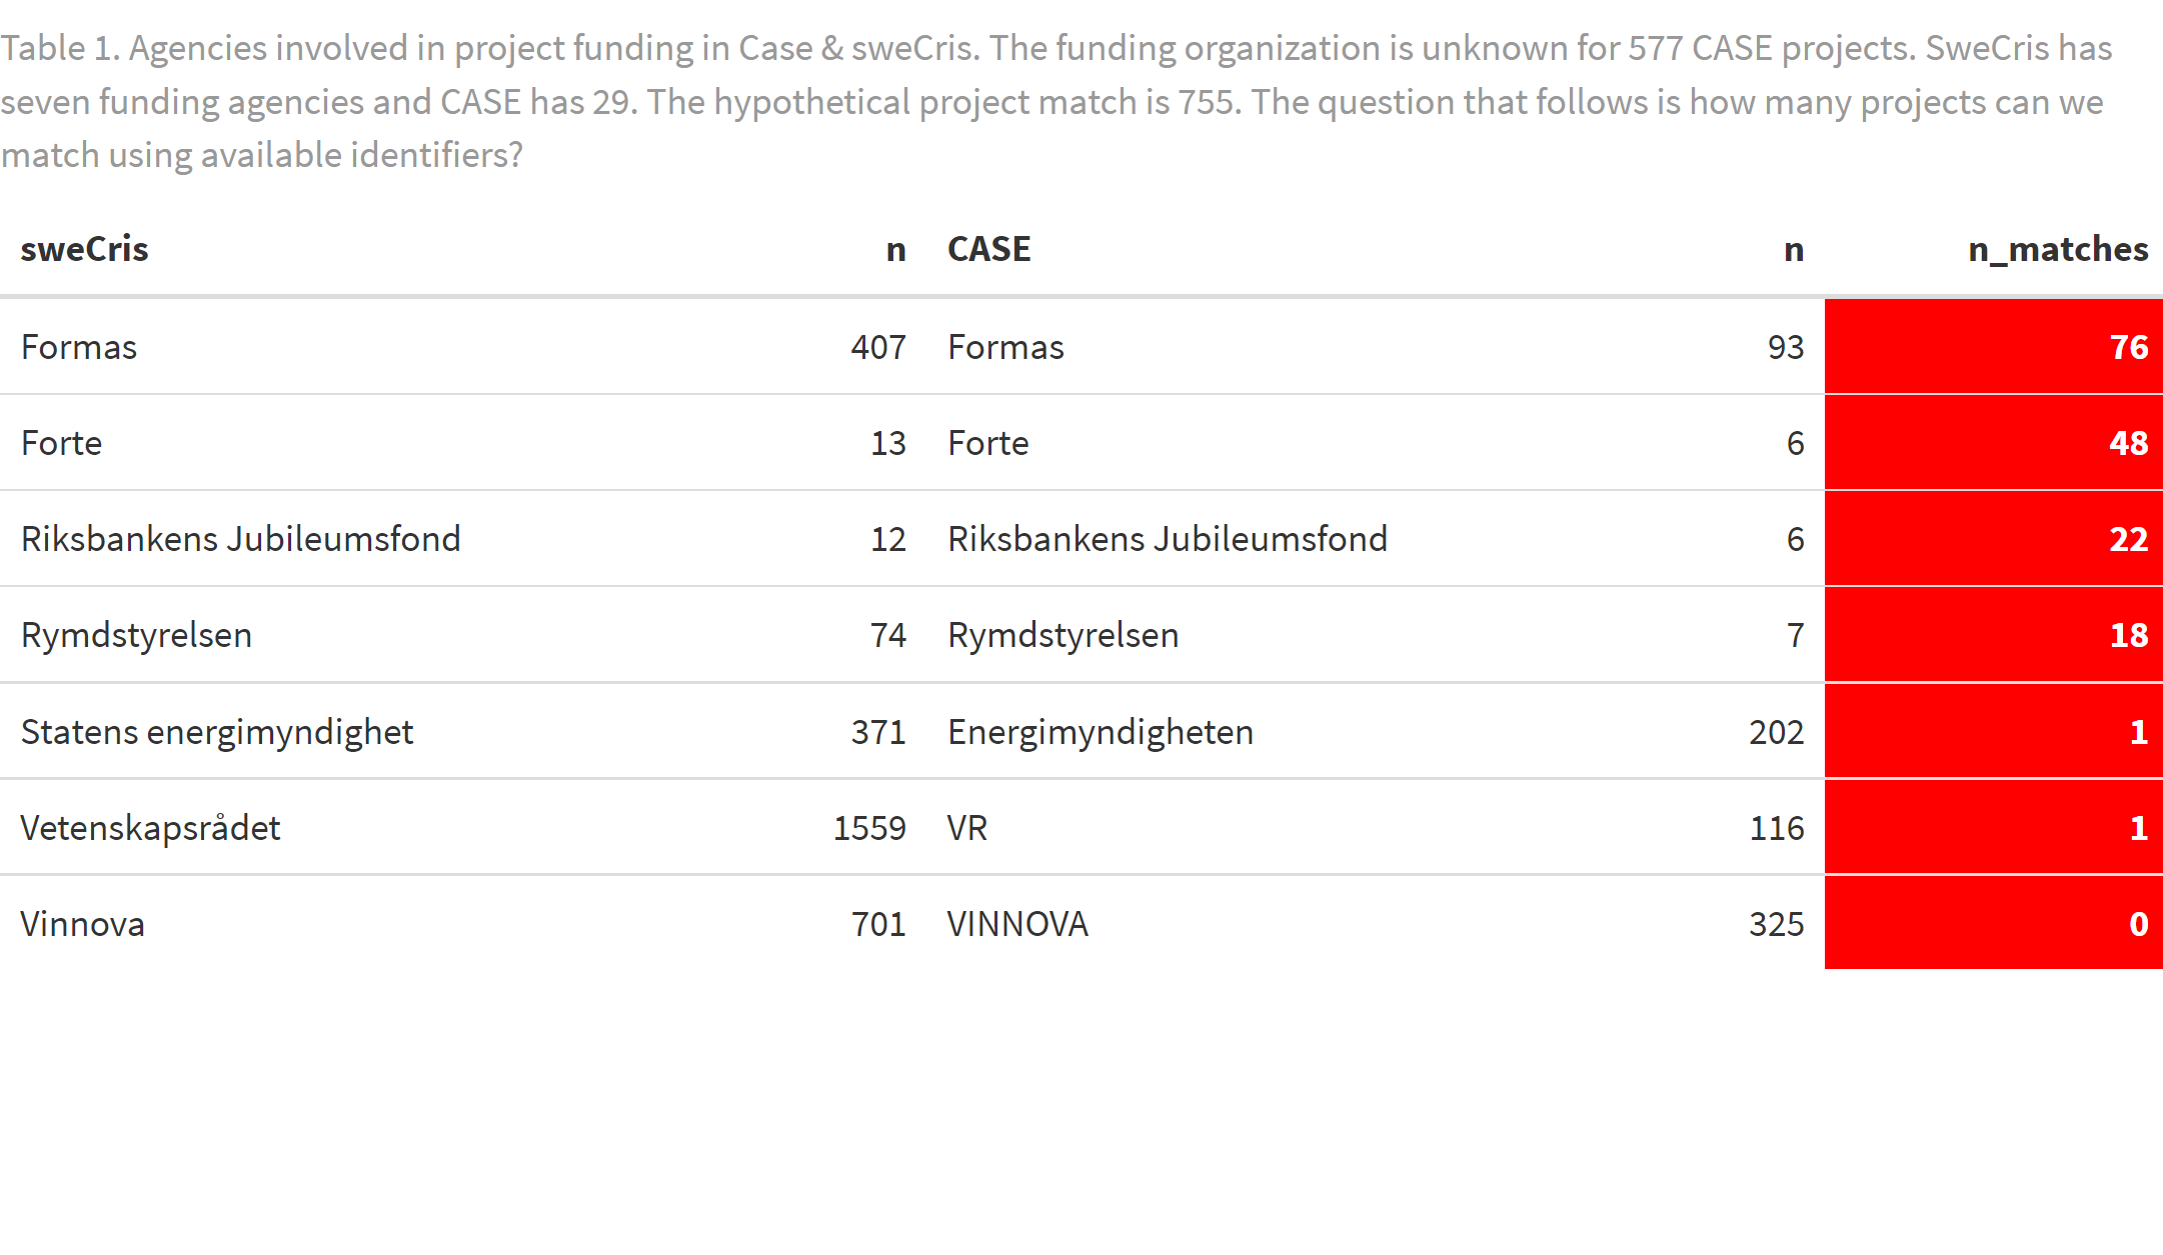 Table 1. Agencies involved in project funding in Case & sweCris. The funding organization is unknown for 577 CASE projects. SweCris has
seven funding agencies and CASE has 29. The hypothetical project match is 755. The question that follows is how many projects can we
match using available identifiers?
sweCris n CASE n n_matches
Formas 407 Formas 93 76
Forte 13 Forte 6 48
Riksbankens Jubileumsfond 12 Riksbankens Jubileumsfond 6 22
Rymdstyrelsen 74 Rymdstyrelsen 7 18
Statens energimyndighet 371 Energimyndigheten 202 1
Vetenskapsrådet 1559 VR 116 1
Vinnova 701 VINNOVA 325 0